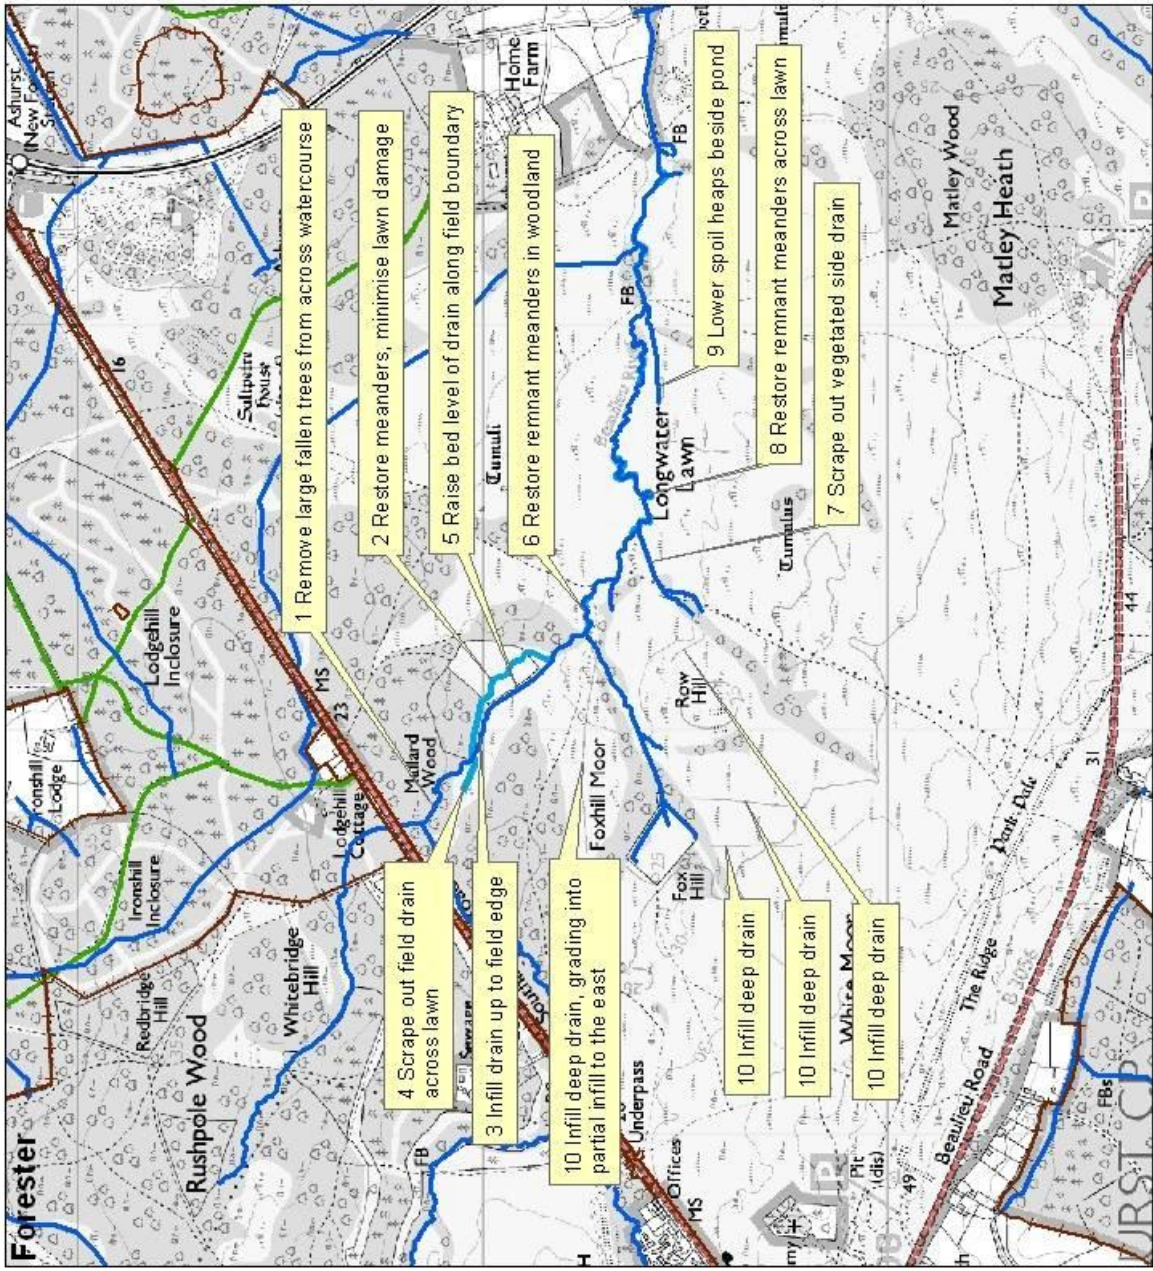 Forester
Rushpole Wood
Redbridge
Hill
Whitebridge
Hill
Ironshill
Inclosure
Ironshill
Lodge
Lodgehill
Inclosure
Lodgehill
Cottage
23
MS
Mallard
Wood
16
Saltpetre
house
Ashurst
(New Forest)
Home
Farm
FB
1 Remove large fallen trees from across watercourse
2 Restore meanders, minimise lawn damage
5 Raise bed level of drain along field boundary
Tumuli
6 Restore remnant meanders in woodland
4 Scrape out field drain
across lawn
3 Infill drain up to field edge
10 Infill deep drain, grading into
partial infill to the east
Foxhill Moor
Underpass
Offices
MS
FB
FB
Longwater
Lawn
9 Lower spoil heaps beside pond
8 Restore remnant meanders across lawn
7 Scrape out vegetated side drain
Tumulus
Row
Hill
Fox
Hill
25
10 Infill deep drain
10 Infill deep drain
White Moor
10 Infill deep drain
Matley Wood
Matley Heath
Pit
(dis)
49
The Ridge
Park Pale
Beaulieu Road
31
44
FBs
URST CP